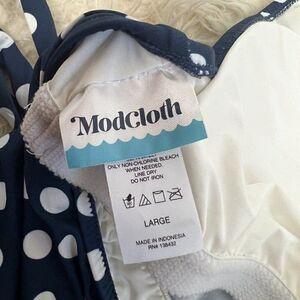 ModCloth
ONLY NON-CHLORINE BLEACH
WHEN NEEDED.
LINE DRY
DO NOT IRON.
LARGE
MADE IN INDONESIA
RN# 138432